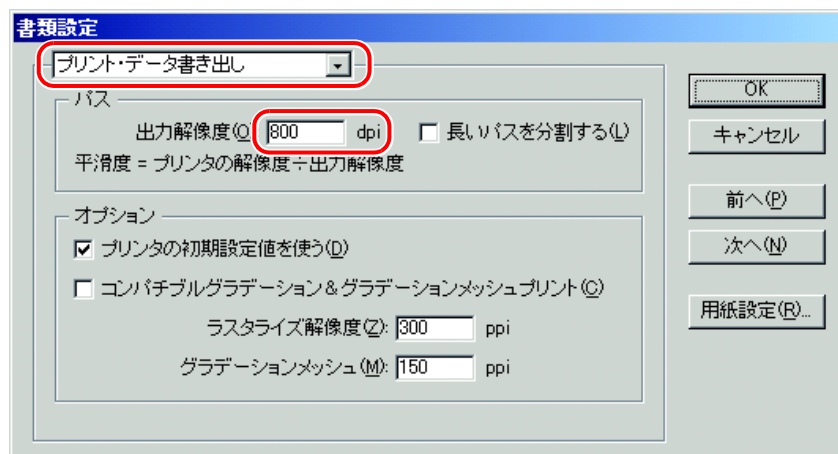 書類設定
プリント・データ書き出し
パス
出力解像度(O) 800 dpi 長いパスを分割する(L)
平滑度 = プリンタの解像度÷出力解像度
オプション
プリンタの初期設定値を使う(D)
コンパチブルグラデーション&グラデーションメッシュプリント(C)
ラスタライズ解像度(Z): 300 ppi
グラデーションメッシュ(M): 150 ppi
OK
キャンセル
前へ(P)
次へ(N)
用紙設定(R)...